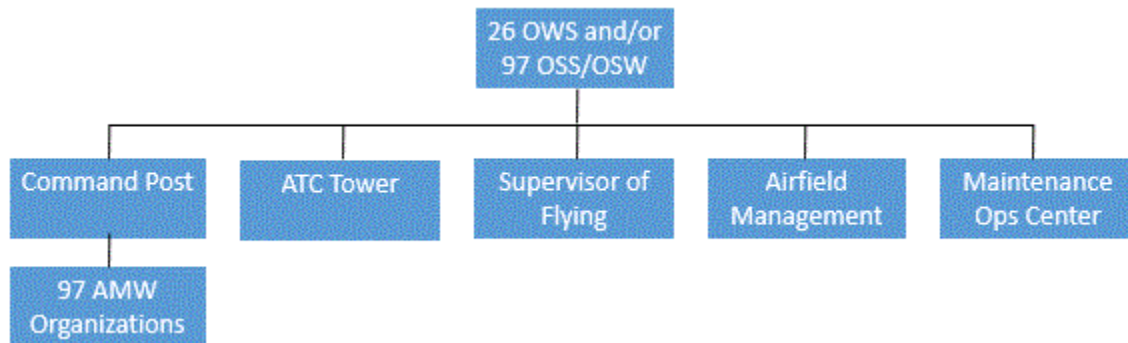 26 OWS and/or
97 OSS/OSW
Command Post
ATC Tower
Supervisor of
Flying
Airfield
Management
Maintenance
Ops Center
97 AMW
Organizations